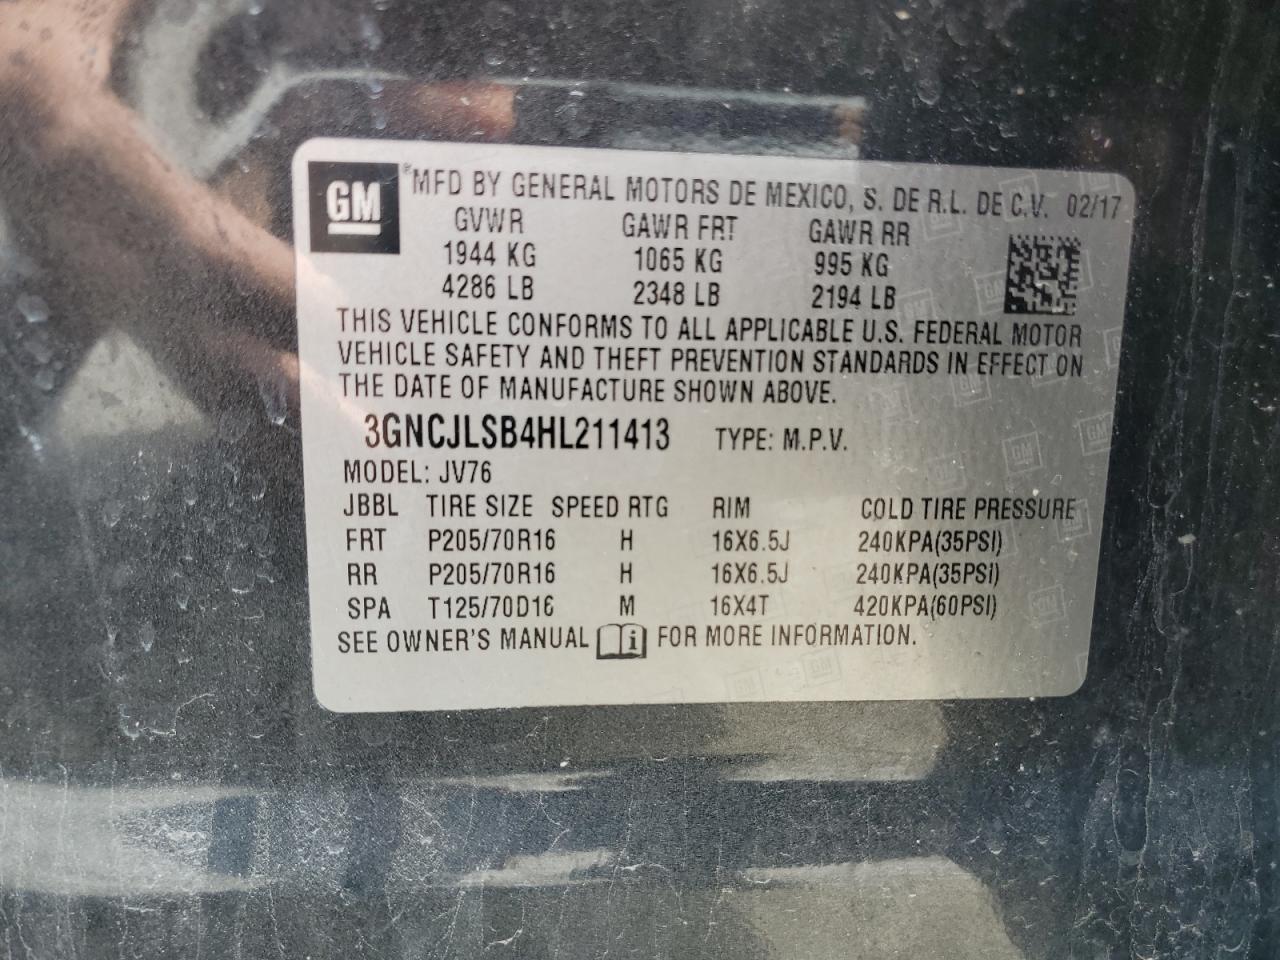 GM
®MFD BY GENERAL MOTORS DE MEXICO, S. DE R.L. DE C.V. 02/17
GVWR GAWR FRT GAWR RR
1944 KG 1065 KG 995 KG
4286 LB 2348 LB 2194 LB
THIS VEHICLE CONFORMS TO ALL APPLICABLE U.S. FEDERAL MOTOR
VEHICLE SAFETY AND THEFT PREVENTION STANDARDS IN EFFECT ON
THE DATE OF MANUFACTURE SHOWN ABOVE.
3GNCJLSB4HL211413 TYPE: M.P.V.
MODEL: JV76
JBBL TIRE SIZE SPEED RTG RIM COLD TIRE PRESSURE
FRT P205/70R16 H 16X6.5J 240KPA(35PSI)
RR P205/70R16 H 16X6.5J 240KPA(35PSI)
SPA T125/70D16 M 16X4T 420KPA(60PSI)
SEE OWNER'S MANUAL i FOR MORE INFORMATION.